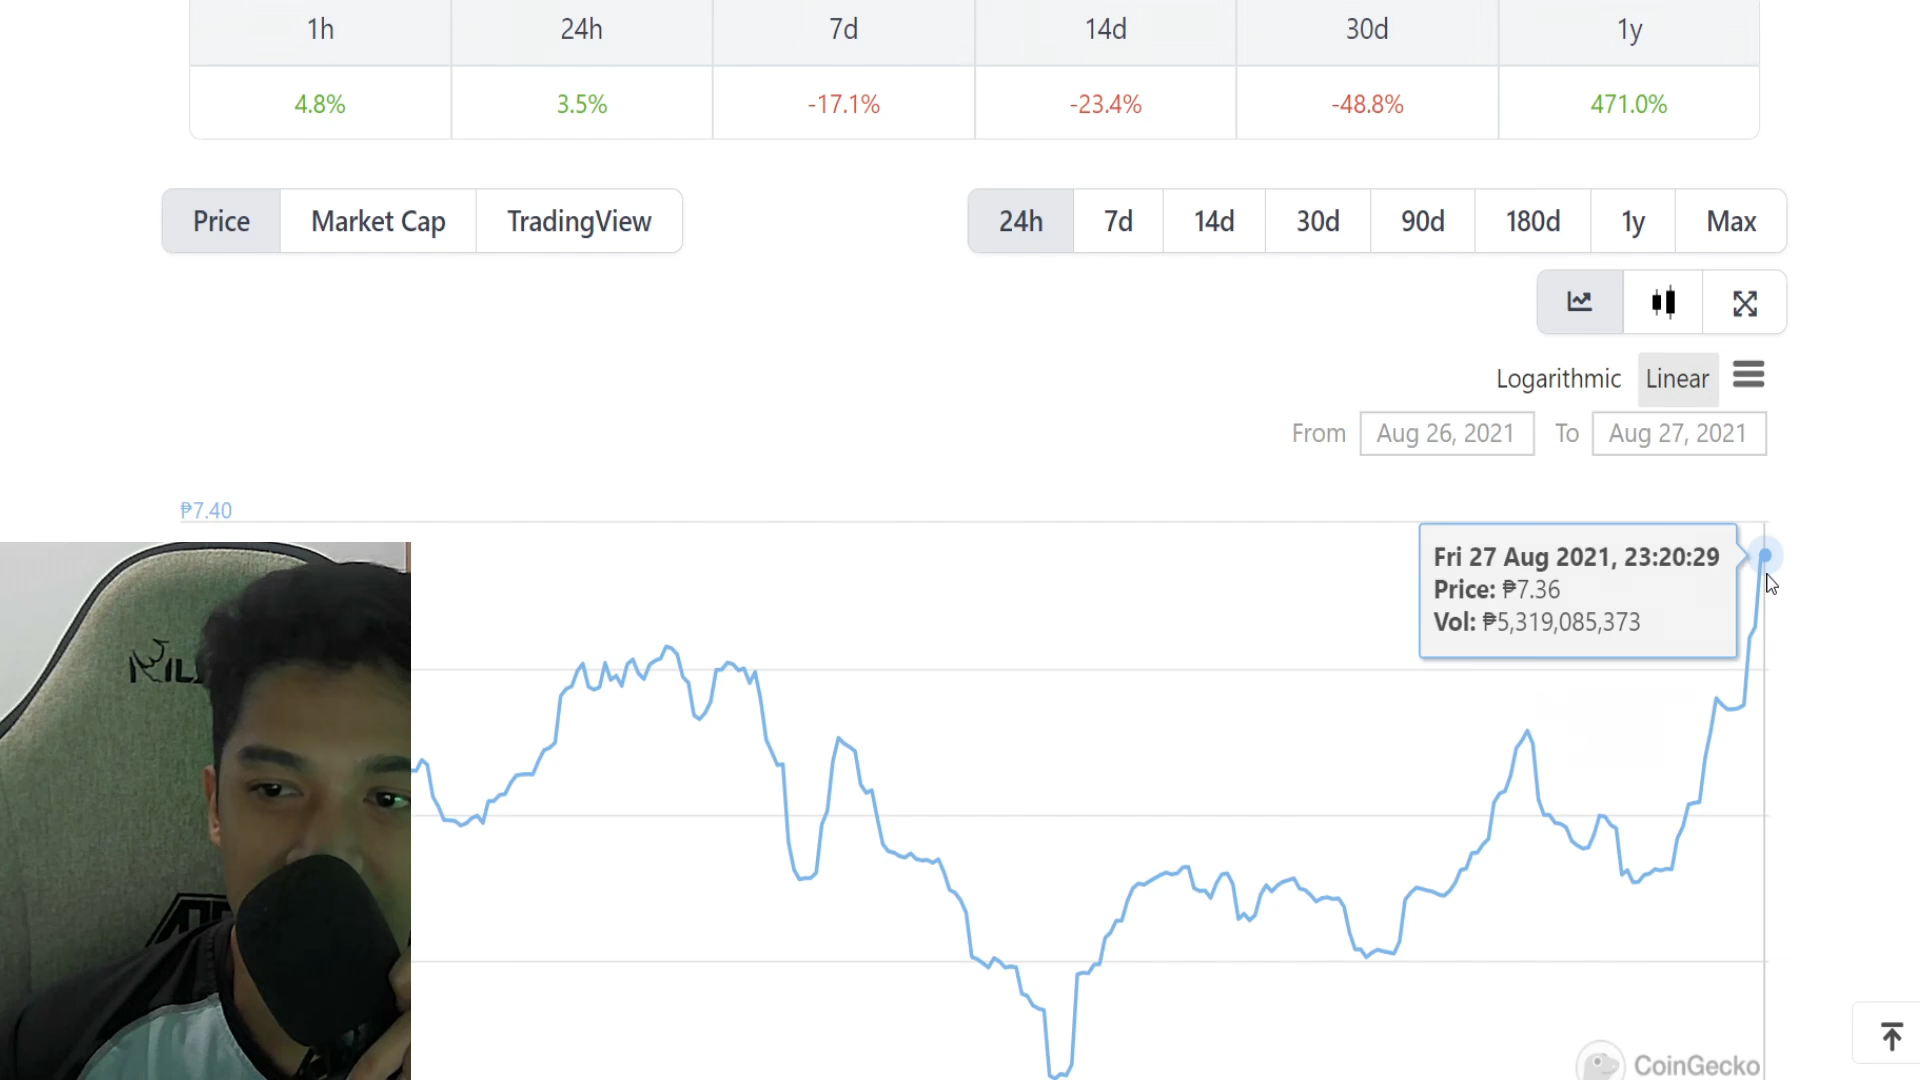 1h 24h 7d 14d 30d 1y
4.8% 3.5% -17.1% -23.4% -48.8% 471.0%
Price Market Cap TradingView 24h 7d 14d 30d 90d 180d 1y Max
Logarithmic Linear
From Aug 26, 2021 To Aug 27, 2021
₱7.40
Fri 27 Aug 2021, 23:20:29
Price: ₱7.36
Vol: ₱5,319,085,373
CoinGecko